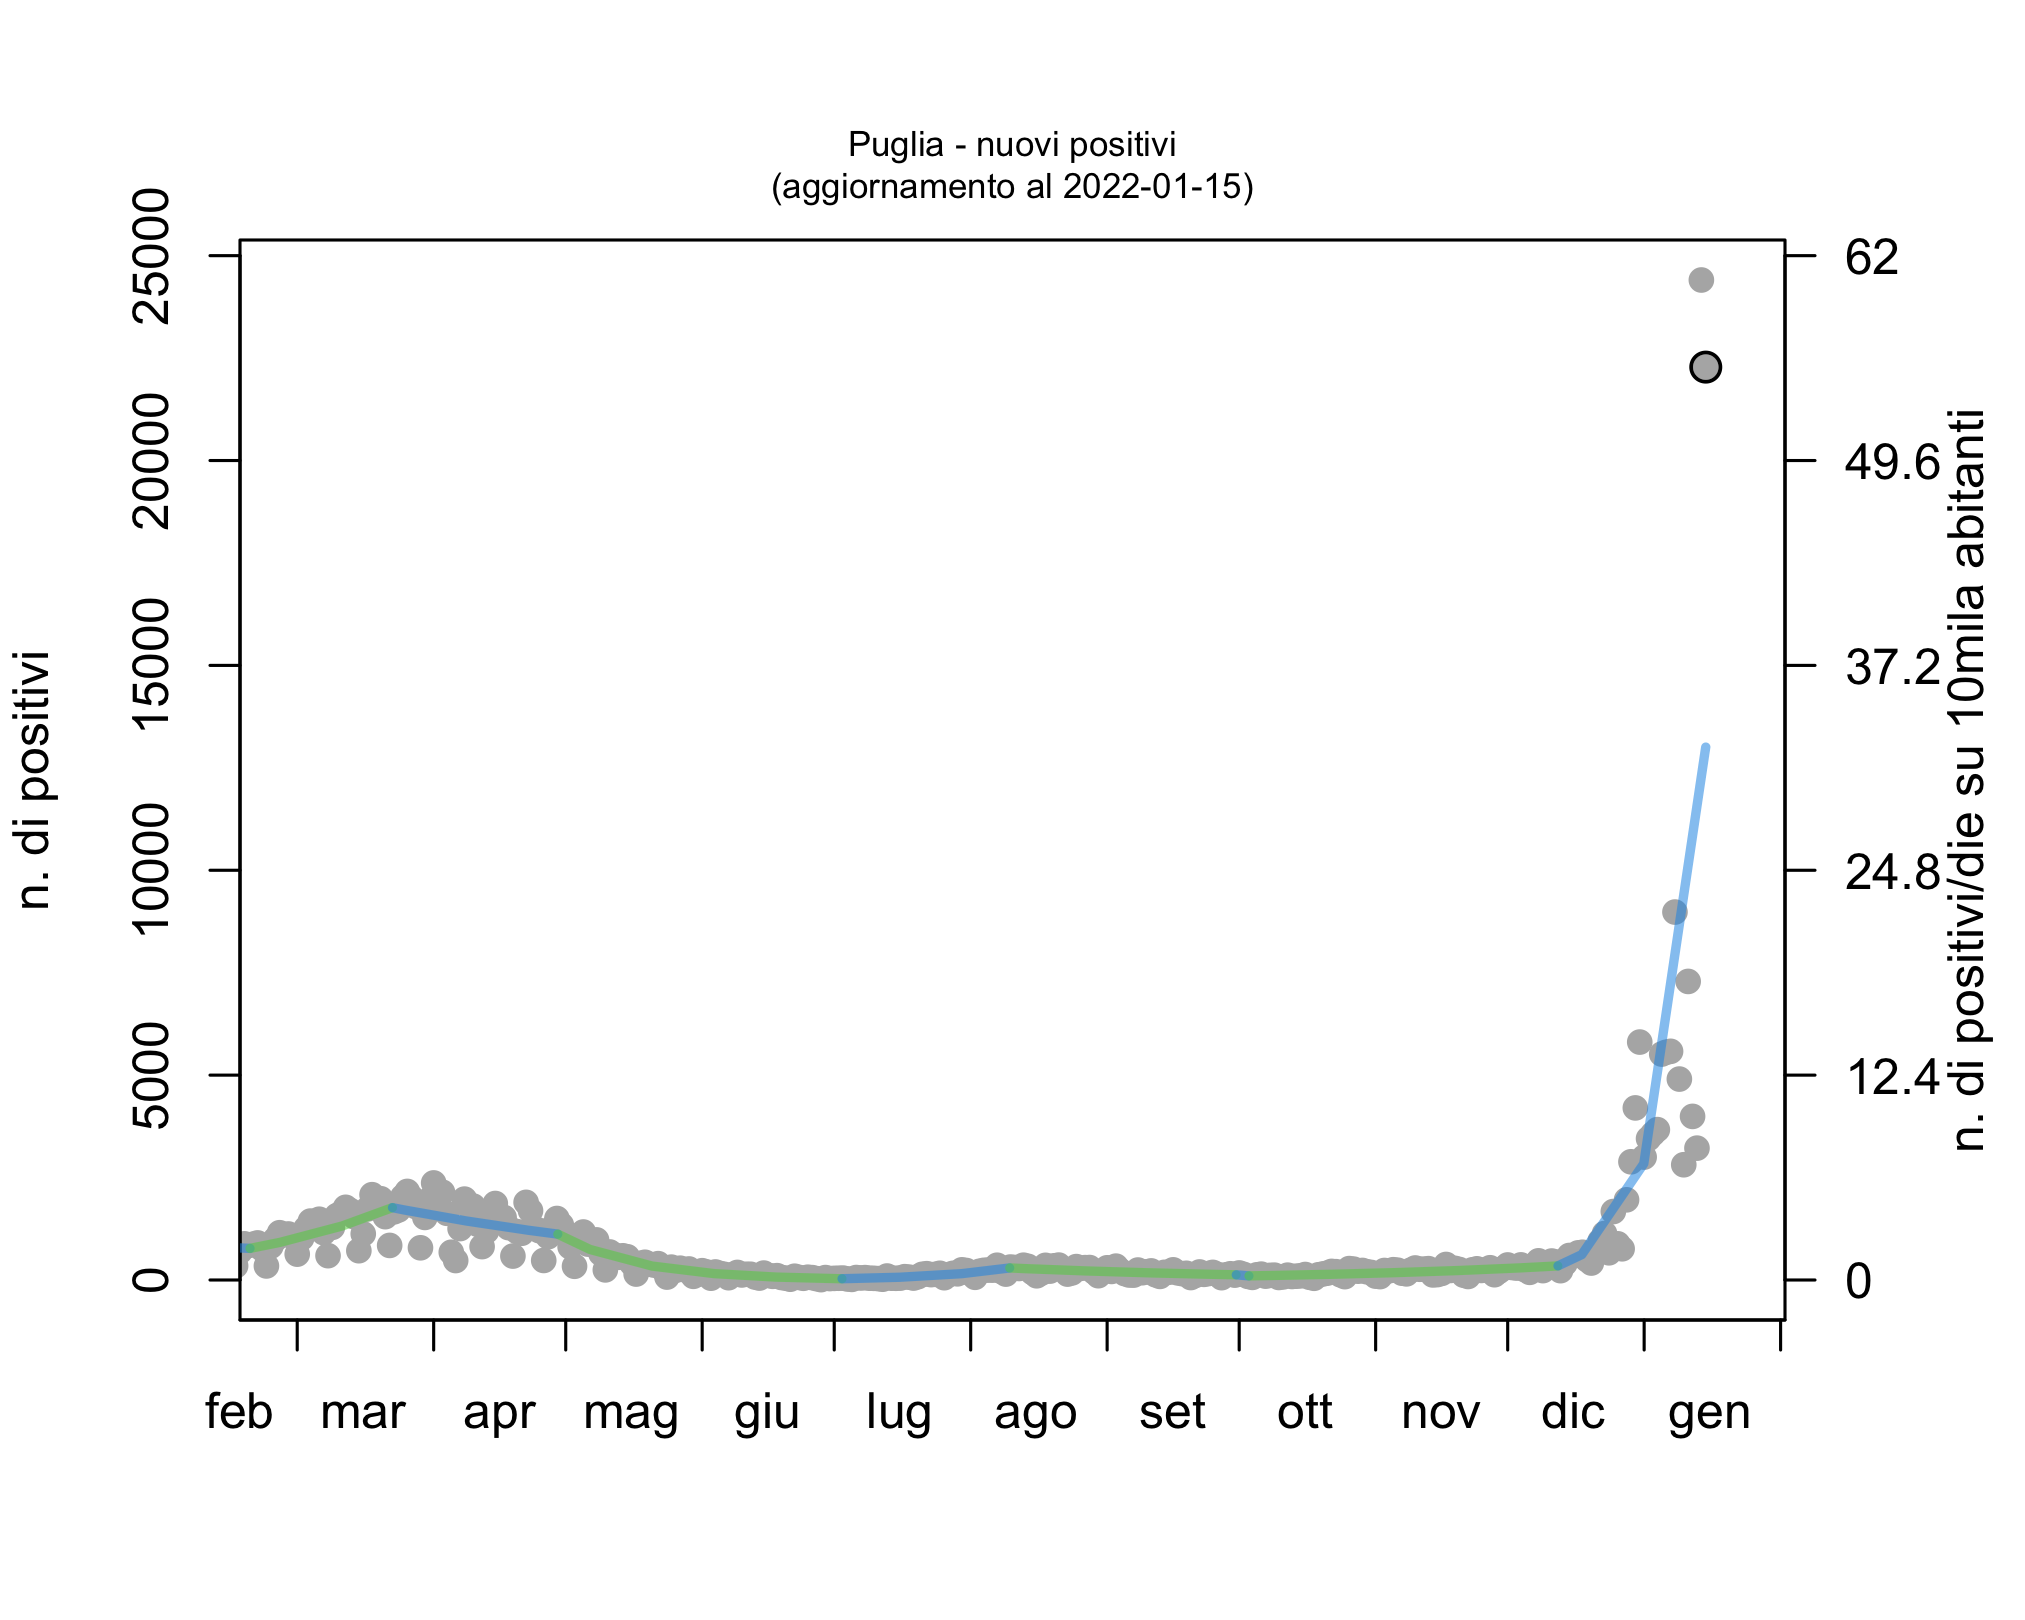 Puglia - nuovi positivi
(aggiornamento al 2022-01-15)
n. di positivi
25000
20000
15000
10000
5000
0
62
49.6
37.2
24.8
12.4
0
n. di positivi/die su 10mila abitanti
feb mar apr mag giu lug ago set ott nov dic gen